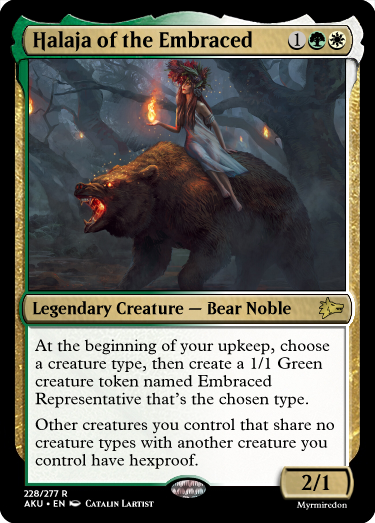 Halaja of the Embraced 1
Legendary Creature — Bear Noble
At the beginning of your upkeep, choose
a creature type, then create a 1/1 Green
creature token named Embraced
Representative that's the chosen type.
Other creatures you control that share no
creature types with another creature you
control have hexproof.
2/1
228/277 R
AKU • EN Catalin Lartist
Myrmiredon